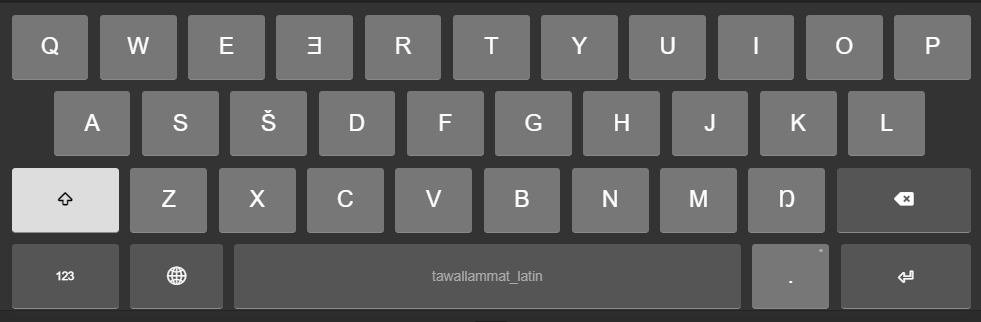 Q W E Ǝ R T Y U I O P
A S Š D F G H J K L
Z X C V B N M Ŋ
123 tawallammat_latin .